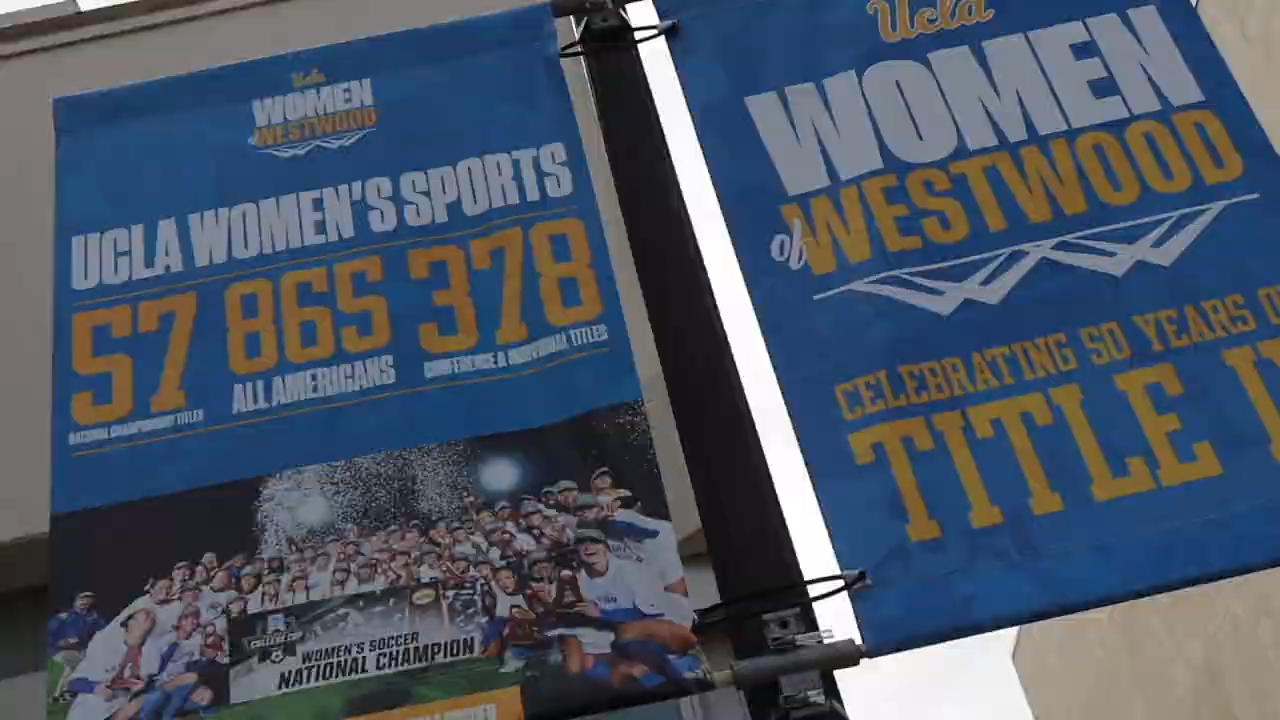 Ucla
WOMEN
of WESTWOOD
UCLA WOMEN'S SPORTS
57 865 378
NATIONAL CHAMPIONSHIP TITLES
ALL AMERICANS
CONFERENCE & INDIVIDUAL TITLES
WOMEN'S SOCCER
NATIONAL CHAMPION
Ucla
WOMEN
of WESTWOOD
CELEBRATING 50 YEARS
TITLE